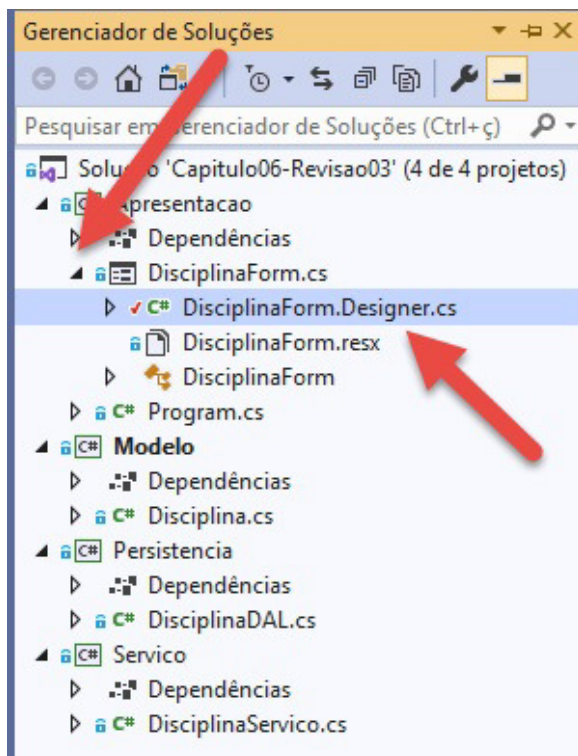 Gerenciador de Soluções
Pesquisar em Gerenciador de Soluções (Ctrl+ç)
Solução 'Capitulo06-Revisao03' (4 de 4 projetos)
C# Apresentacao
Dependências
DisciplinaForm.cs
C# DisciplinaForm.Designer.cs
DisciplinaForm.resx
DisciplinaForm
C# Program.cs
C# Modelo
Dependências
C# Disciplina.cs
C# Persistencia
Dependências
C# DisciplinaDAL.cs
C# Servico
Dependências
C# DisciplinaServico.cs